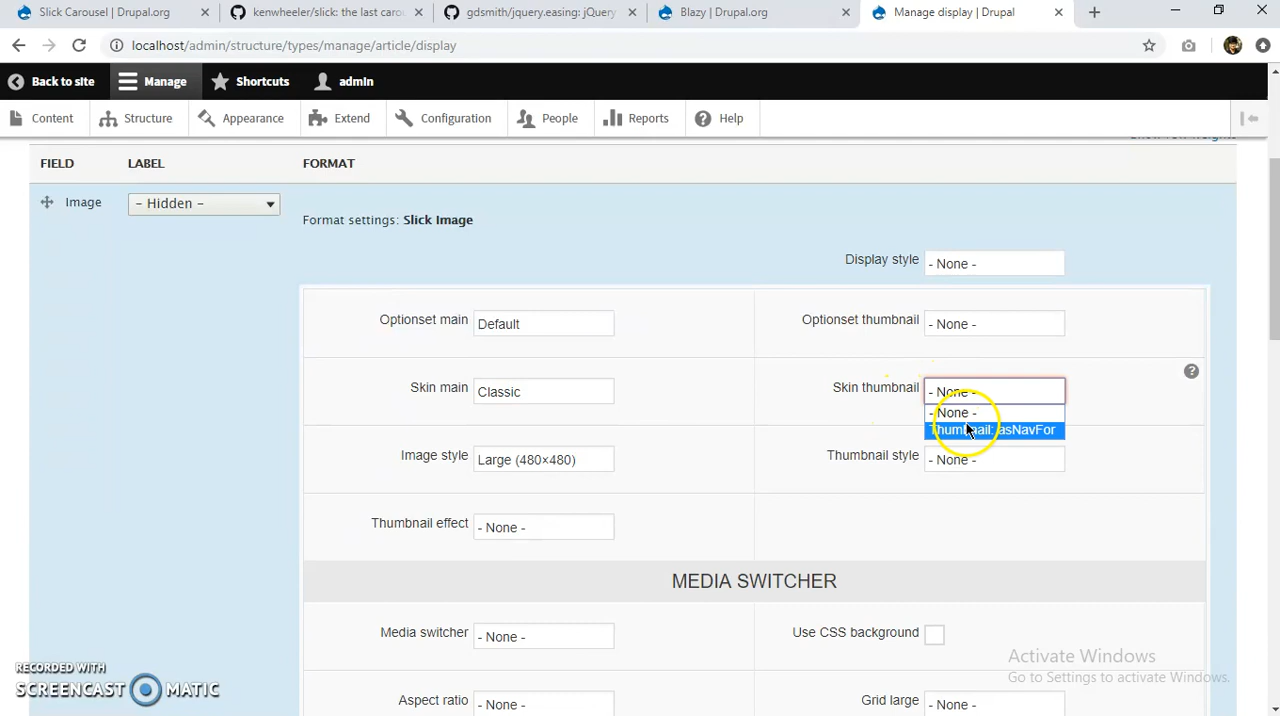 Slick Carousel | Drupal.org
kenwheeler/slick: the last caro
gdsmith/jquery.easing: jQuery
Blazy | Drupal.org
Manage display | Drupal
localhost/admin/structure/types/manage/article/display
Back to site
Manage
Shortcuts
admin
Content
Structure
Appearance
Extend
Configuration
People
Reports
Help
FIELD
LABEL
FORMAT
Image
- Hidden -
Format settings: Slick Image
Display style
- None -
Optionset main
Default
Optionset thumbnail
- None -
Skin main
Classic
Skin thumbnail
- None -
- None -
Thumbnail: asNavFor
Image style
Large (480×480)
Thumbnail style
- None -
Thumbnail effect
- None -
MEDIA SWITCHER
Media switcher
- None -
Use CSS background
Aspect ratio
- None -
Grid large
- None -
Activate Windows
Go to Settings to activate Windows.
RECORDED WITH
SCREENCAST MATIC